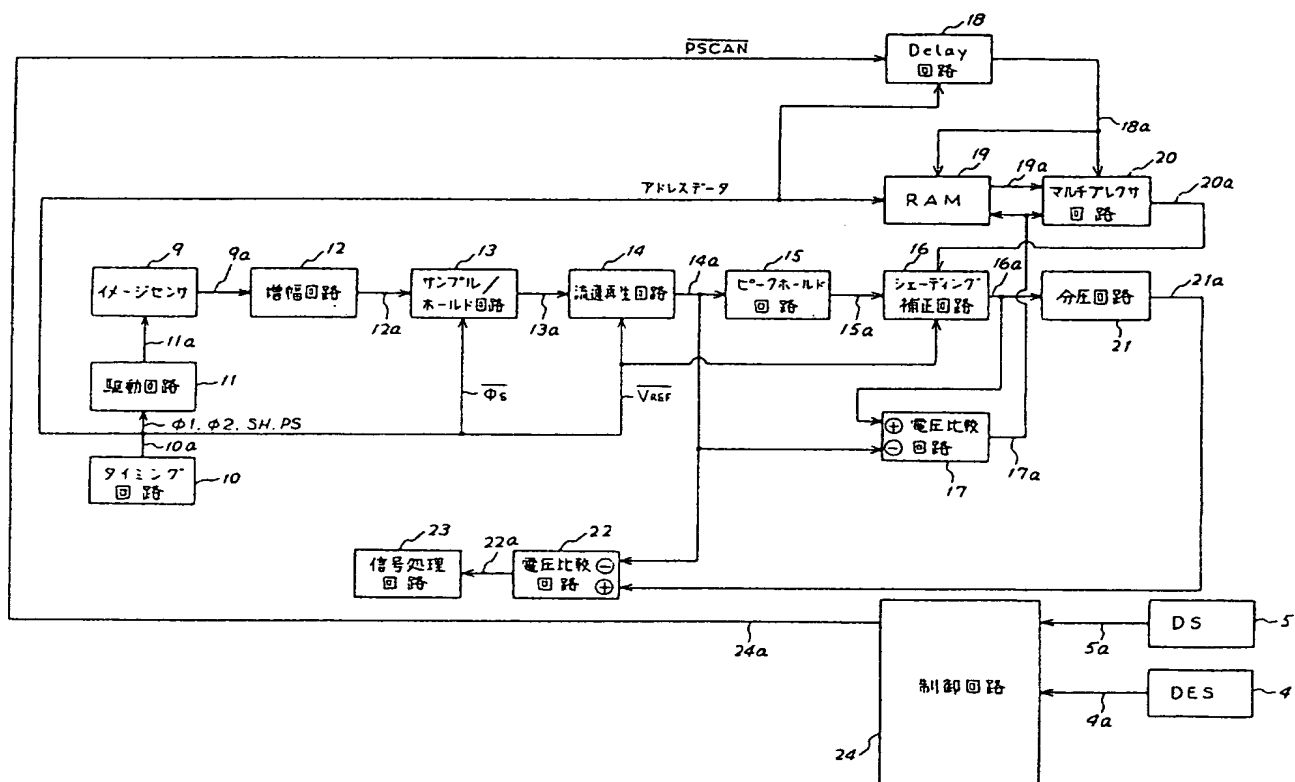 18
P̅S̅C̅A̅N̅
Delay
回路
18a
アドレスデータ
19
RAM
19a
20
マルチプレクサ
回路
20a
9
イメージセンサ
9a
12
増幅回路
12a
13
サンプル/
ホールド回路
13a
14
流通再生回路
14a
15
ピークホールド
回路
15a
16
シェーディング
補正回路
16a
分圧回路
21
21a
11a
駆動回路
11
Φ1. Φ2. SH. PS
10a
タイミング
回路
10
Φ̅s̅
V̅R̅E̅F̅
⊕ 電圧比較
⊖ 回路
17
17a
23
信号処理
回路
22a
22
電圧比較 ⊖
回路 ⊕
24a
制御回路
24
5a
DS
5
4a
DES
4